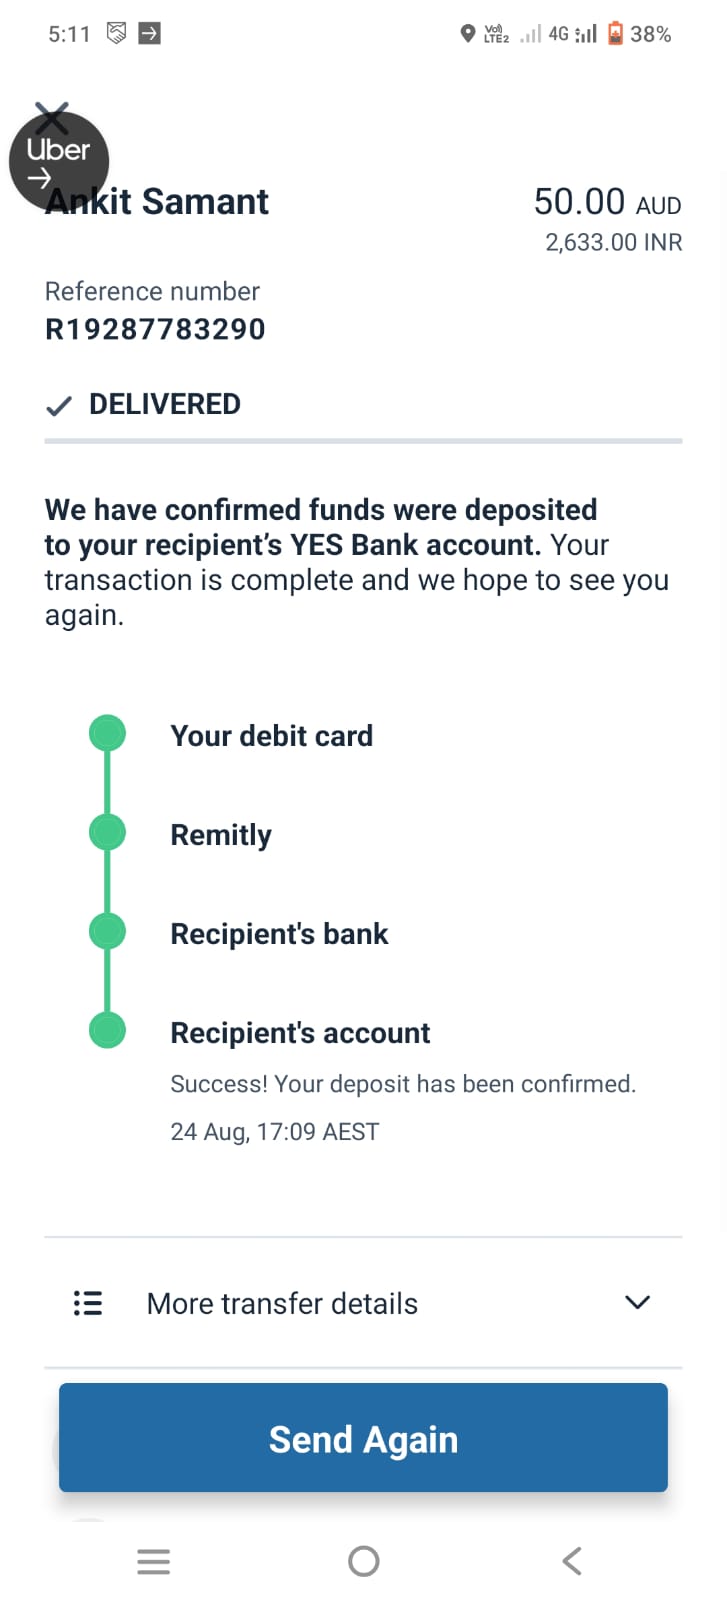 5:11
Vo)) LTE2 4G 38%
Uber
Ankit Samant
50.00 AUD
2,633.00 INR
Reference number
R19287783290
DELIVERED
We have confirmed funds were deposited
to your recipient’s YES Bank account. Your
transaction is complete and we hope to see you
again.
Your debit card
Remitly
Recipient's bank
Recipient's account
Success! Your deposit has been confirmed.
24 Aug, 17:09 AEST
More transfer details
Send Again